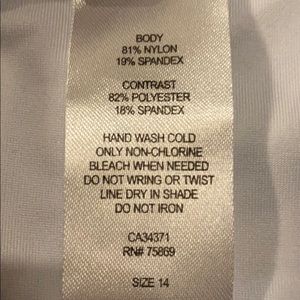 BODY
81% NYLON
19% SPANDEX
CONTRAST
82% POLYESTER
18% SPANDEX
HAND WASH COLD
ONLY NON-CHLORINE
BLEACH WHEN NEEDED
DO NOT WRING OR TWIST
LINE DRY IN SHADE
DO NOT IRON
CA34371
RN# 75869
SIZE 14